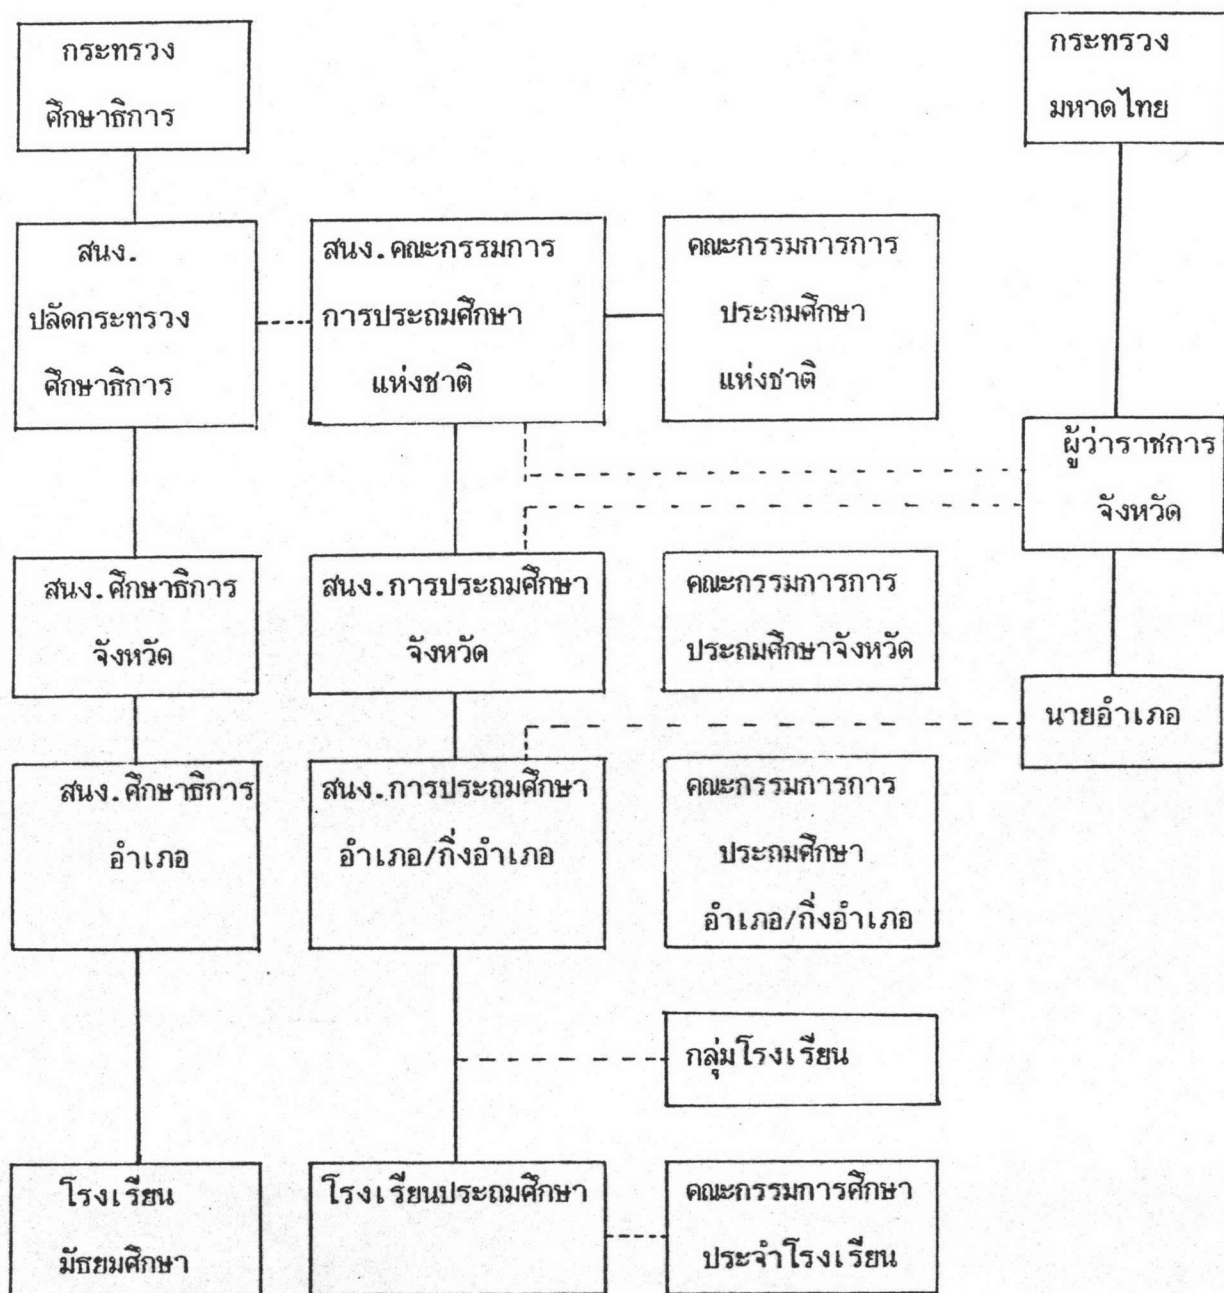 กระทรวง
ศึกษาธิการ
กระทรวง
มหาดไทย
สนง.
ปลัดกระทรวง
ศึกษาธิการ
สนง.คณะกรรมการ
การประถมศึกษา
แห่งชาติ
คณะกรรมการการ
ประถมศึกษา
แห่งชาติ
ผู้ว่าราชการ
จังหวัด
สนง.ศึกษาธิการ
จังหวัด
สนง.การประถมศึกษา
จังหวัด
คณะกรรมการการ
ประถมศึกษาจังหวัด
นายอำเภอ
สนง.ศึกษาธิการ
อำเภอ
สนง.การประถมศึกษา
อำเภอ/กิ่งอำเภอ
คณะกรรมการการ
ประถมศึกษา
อำเภอ/กิ่งอำเภอ
กลุ่มโรงเรียน
โรงเรียน
มัธยมศึกษา
โรงเรียนประถมศึกษา
คณะกรรมการศึกษา
ประจำโรงเรียน